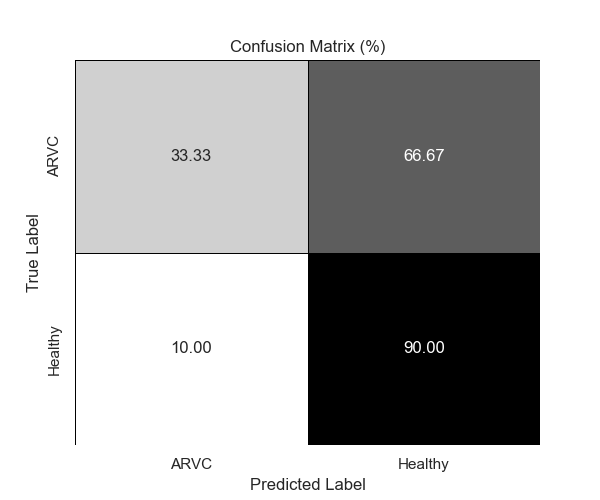 Confusion Matrix (%)
True Label
ARVC
33.33
66.67
Healthy
10.00
90.00
ARVC
Healthy
Predicted Label